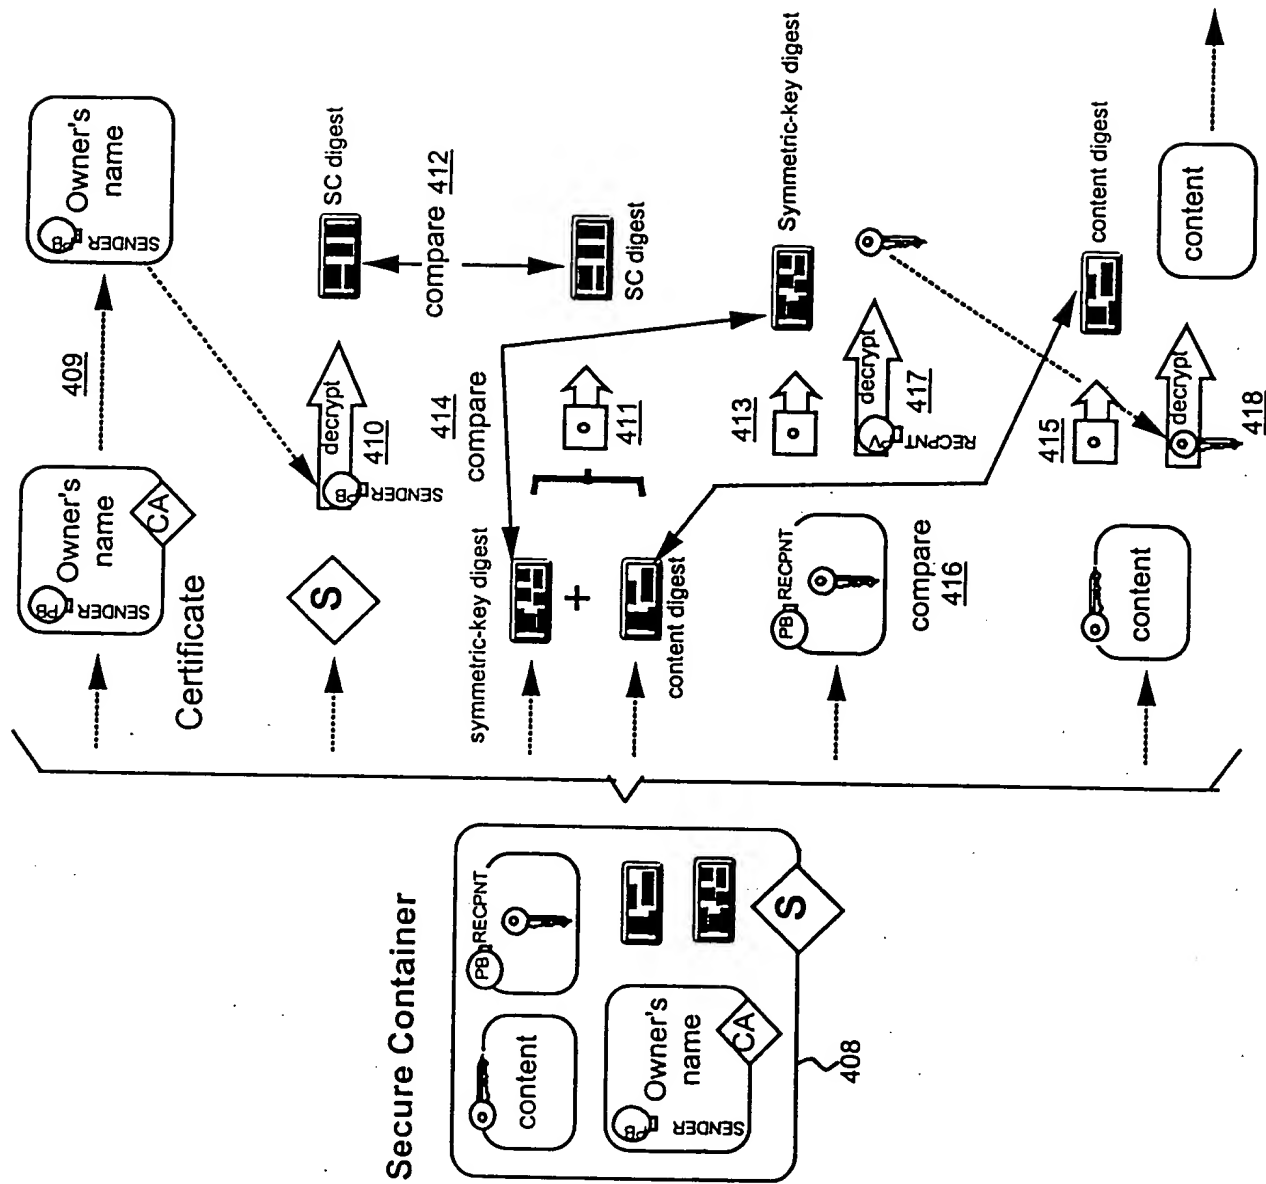 Secure Container
content
PB RECPNT
PB
SENDER
Owner's
name
CA
S
408
PB
SENDER
Owner's
name
CA
Certificate
409
PB
SENDER
Owner's
name
S
PB
SENDER
decrypt
410
SC digest
compare 412
SC digest
symmetric-key digest
+
content digest
414
compare
411
Symmetric-key digest
413
PB RECPNT
PV
RECPNT
decrypt
417
compare
416
415
content digest
content
decrypt
418
content